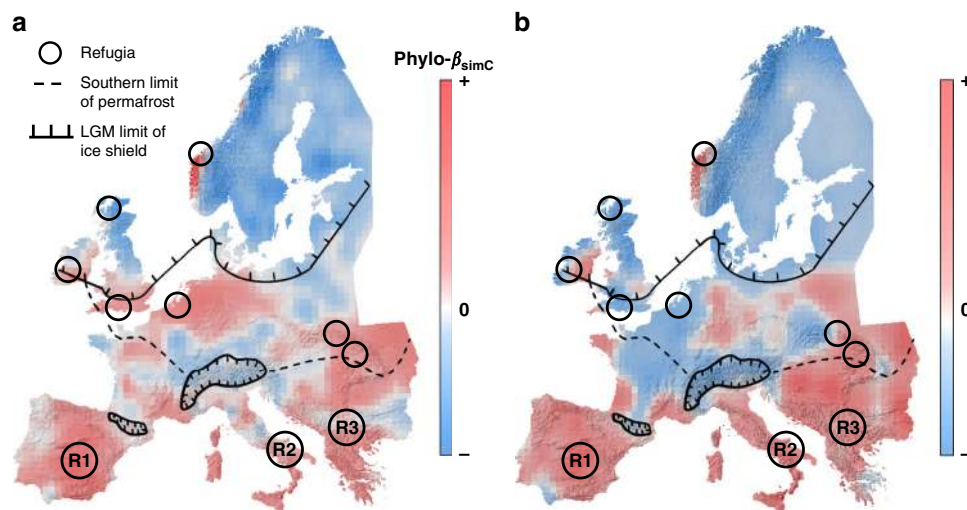 a
b
Refugia
Southern limit
of permafrost
LGM limit of
ice shield
Phylo-βsimC
+
0
−
+
0
−
R1
R2
R3
R1
R2
R3